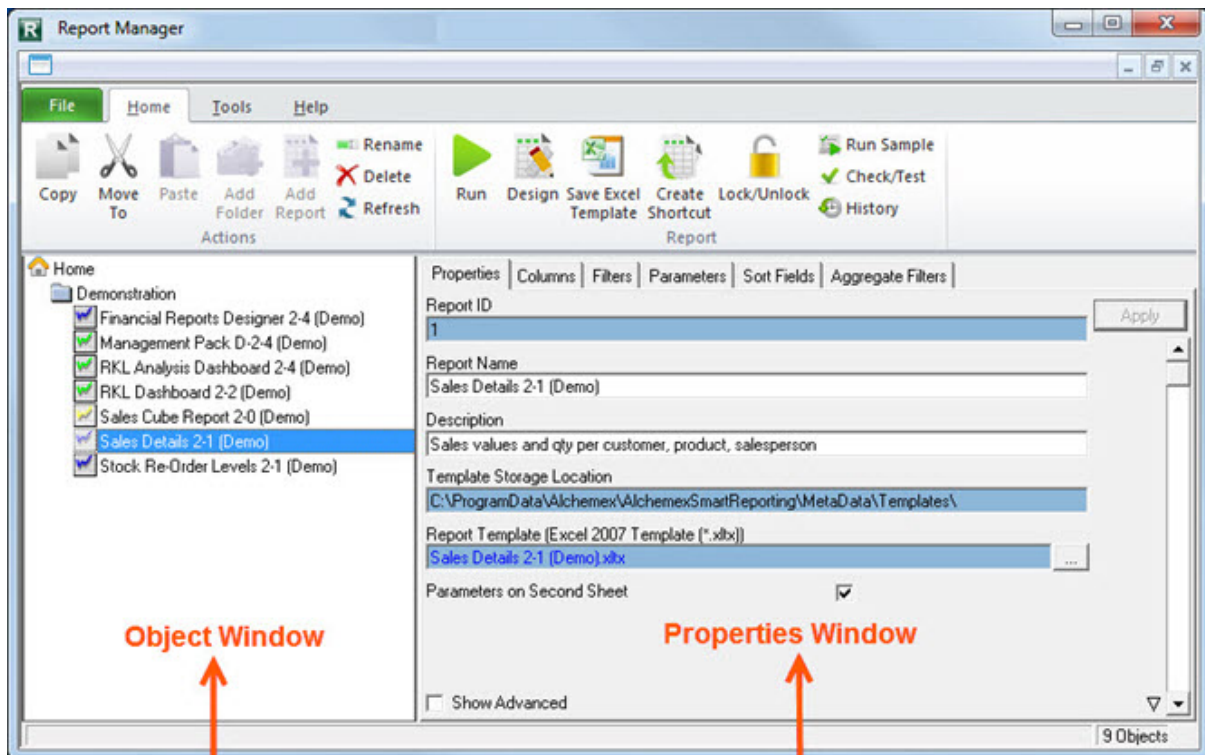 Report Manager
File Home Tools Help
Copy
Move To
Paste
Add Folder
Add Report
Rename
Delete
Refresh
Actions
Run
Design
Save Excel Template
Create Shortcut
Lock/Unlock
Run Sample
Check/Test
History
Report
Home
Demonstration
Financial Reports Designer 2-4 (Demo)
Management Pack D-2-4 (Demo)
RKL Analysis Dashboard 2-4 (Demo)
RKL Dashboard 2-2 (Demo)
Sales Cube Report 2-0 (Demo)
Sales Details 2-1 (Demo)
Stock Re-Order Levels 2-1 (Demo)
Object Window
Properties Columns Filters Parameters Sort Fields Aggregate Filters
Report ID
1
Apply
Report Name
Sales Details 2-1 (Demo)
Description
Sales values and qty per customer, product, salesperson
Template Storage Location
C:\ProgramData\Alchemex\AlchemexSmartReporting\MetaData\Templates\
Report Template (Excel 2007 Template (*.xltx))
Sales Details 2-1 (Demo).xltx
...
Parameters on Second Sheet
Properties Window
Show Advanced
9 Objects